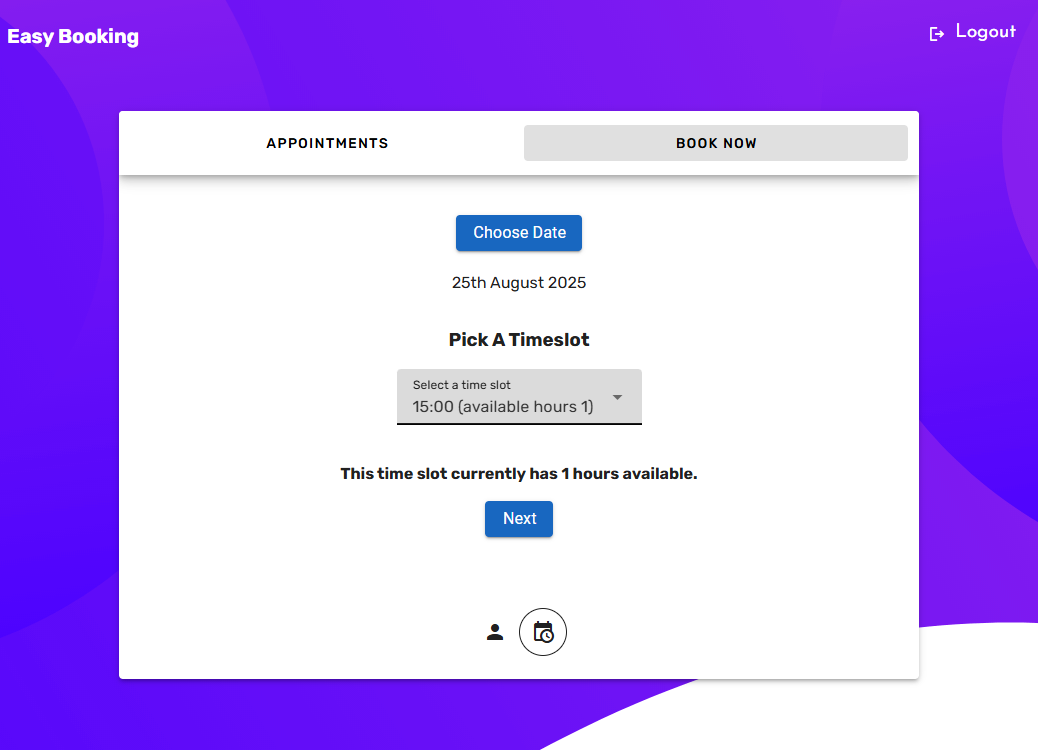 Easy Booking
Logout
APPOINTMENTS
BOOK NOW
Choose Date
25th August 2025
Pick A Timeslot
Select a time slot
15:00 (available hours 1)
This time slot currently has 1 hours available.
Next